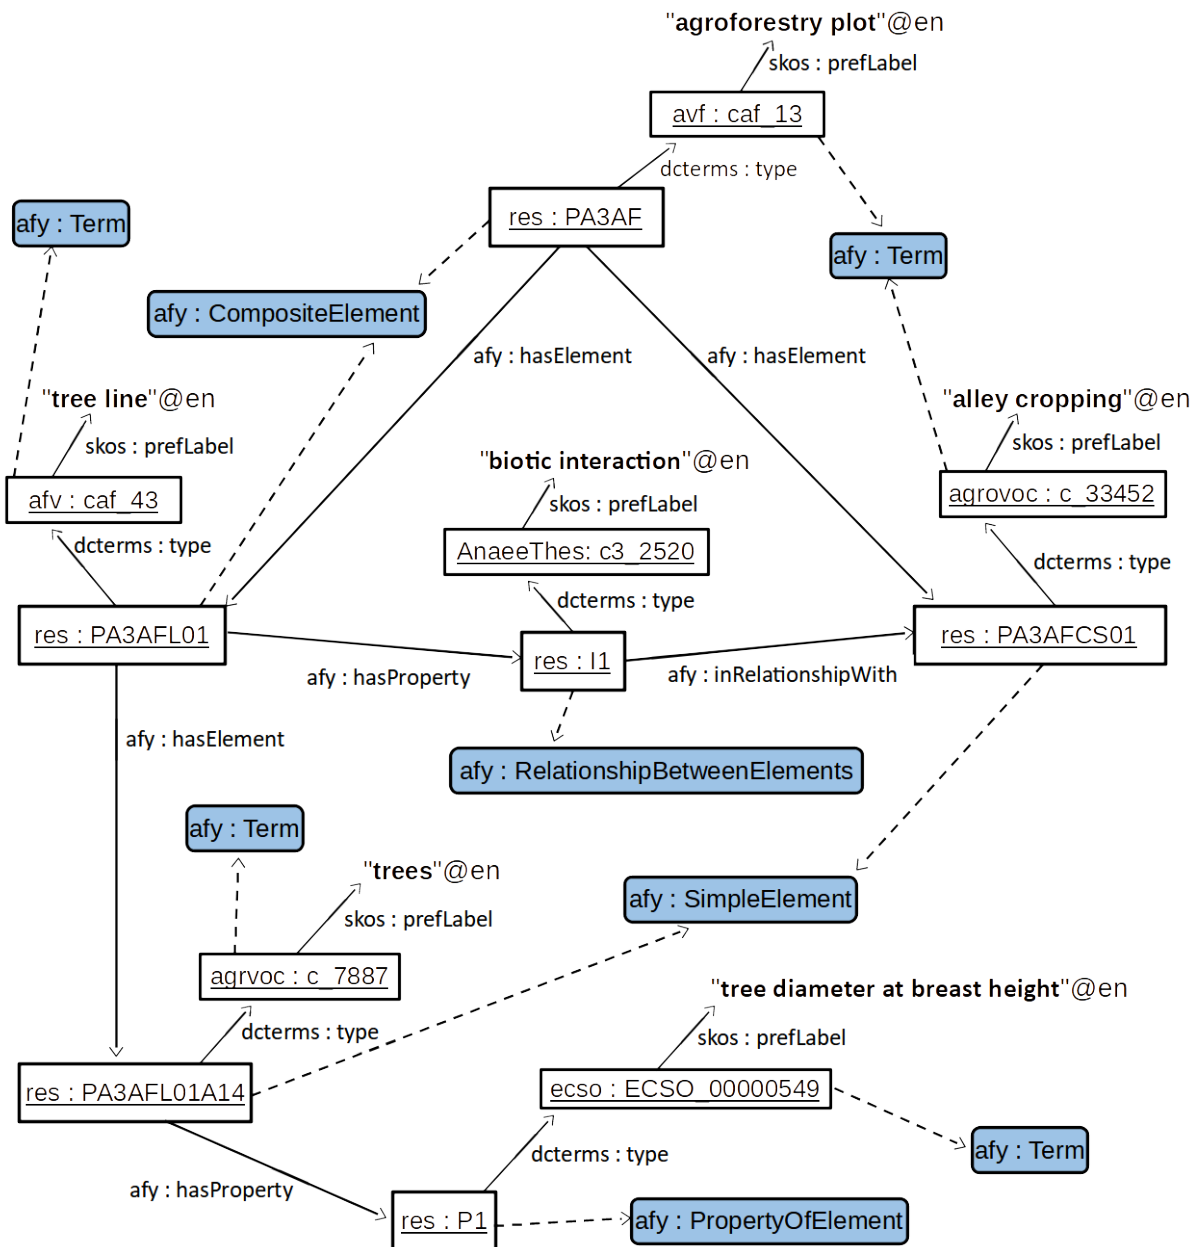 "agroforestry plot"@en
skos : prefLabel
avf : caf_13
dcterms : type
res : PA3AF
afy : Term
afy : Term
afy : CompositeElement
afy : hasElement
afy : hasElement
"tree line"@en
skos : prefLabel
"alley cropping"@en
skos : prefLabel
"biotic interaction"@en
skos : prefLabel
afv : caf_43
agrovoc : c_33452
dcterms : type
AnaeeThes: c3_2520
dcterms : type
dcterms : type
res : PA3AFL01
res : I1
res : PA3AFCS01
afy : hasProperty
afy : inRelationshipWith
afy : hasElement
afy : RelationshipBetweenElements
afy : Term
"trees"@en
skos : prefLabel
afy : SimpleElement
agrvoc : c_7887
"tree diameter at breast height"@en
dcterms : type
skos : prefLabel
res : PA3AFL01A14
ecso : ECSO_00000549
dcterms : type
afy : Term
afy : hasProperty
res : P1
afy : PropertyOfElement